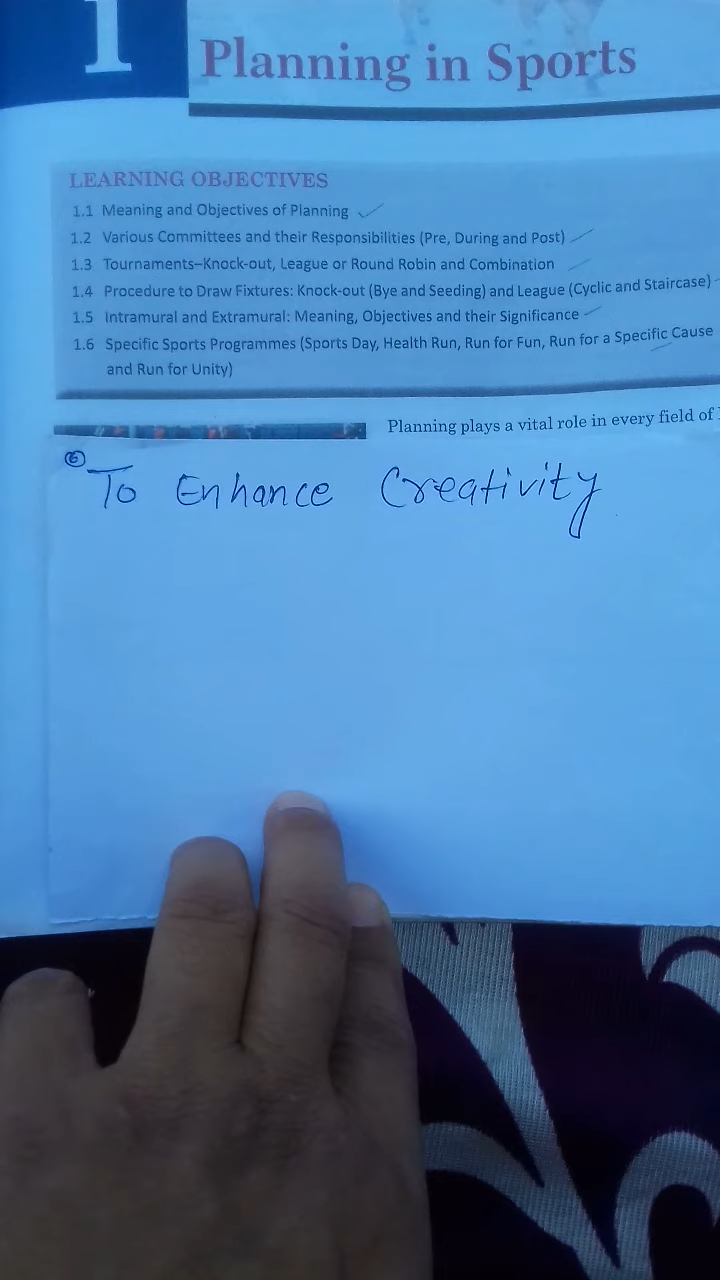 1
Planning in Sports
LEARNING OBJECTIVES
1.1 Meaning and Objectives of Planning
1.2 Various Committees and their Responsibilities (Pre, During and Post)
1.3 Tournaments–Knock-out, League or Round Robin and Combination
1.4 Procedure to Draw Fixtures: Knock-out (Bye and Seeding) and League (Cyclic and Staircase)
1.5 Intramural and Extramural: Meaning, Objectives and their Significance
1.6 Specific Sports Programmes (Sports Day, Health Run, Run for Fun, Run for a Specific Cause
and Run for Unity)
Planning plays a vital role in every field of
⑥ To Enhance Creativity